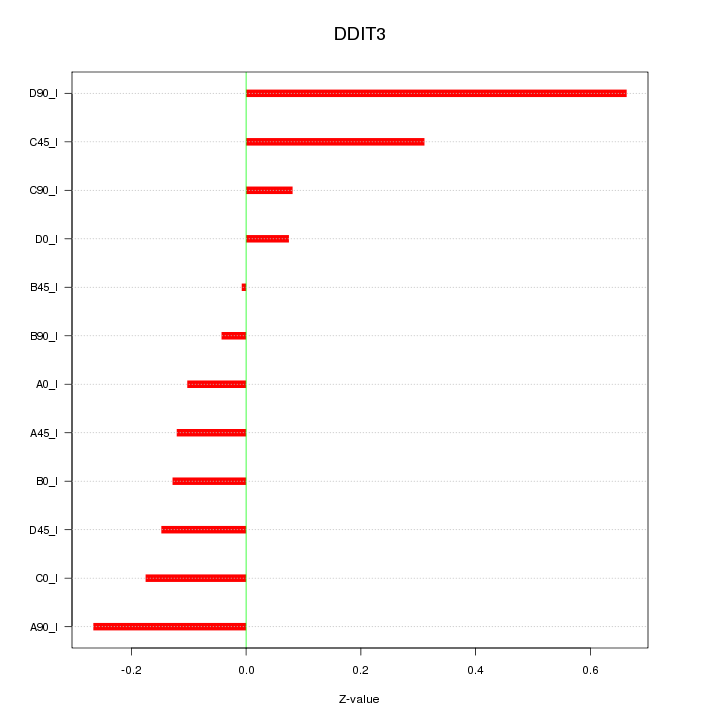 DDIT3
D90_I
C45_I
C90_I
D0_I
B45_I
B90_I
A0_I
A45_I
B0_I
D45_I
C0_I
A90_I
-0.2 0.0 0.2 0.4 0.6
Z-value